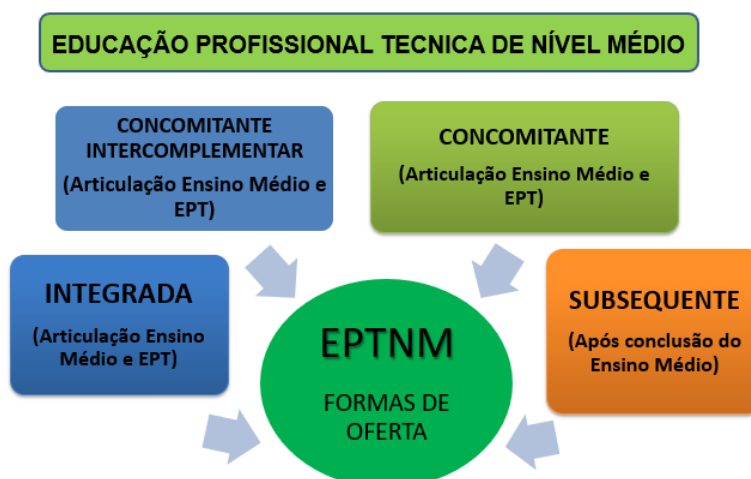 EDUCAÇÃO PROFISSIONAL TECNICA DE NÍVEL MÉDIO
CONCOMITANTE
INTERCOMPLEMENTAR
(Articulação Ensino Médio e
EPT)
CONCOMITANTE
(Articulação Ensino Médio e
EPT)
INTEGRADA
(Articulação Ensino
Médio e EPT)
EPTNM
FORMAS DE
OFERTA
SUBSEQUENTE
(Após conclusão do
Ensino Médio)